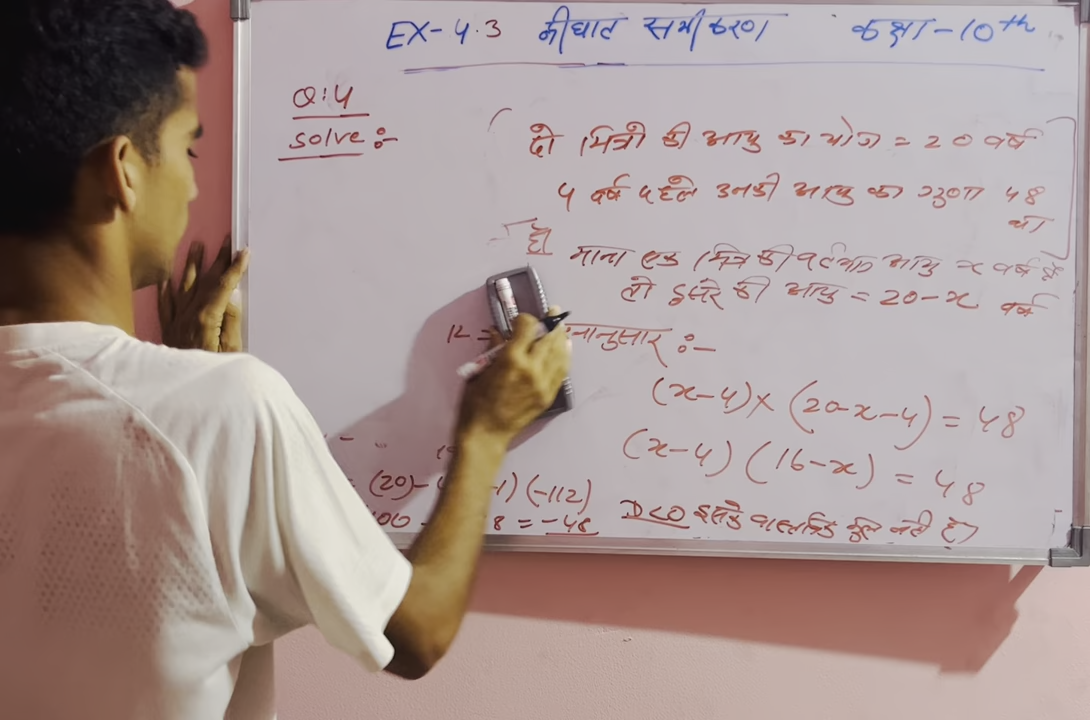 EX-4.3 द्वीघात समीकरण कक्षा-10th
Q:4
Solve:-
दो मित्रो की आयु का योग = 20 वर्ष
4 वर्ष पहले उनकी आयु का गुणा 48
था
माना एक मित्र की वर्तमान आयु x वर्ष है
तो दुसरे की आयु = 20-x वर्ष
नानुसार :-
(x-4)× (20-x-4) = 48
(x-4) (16-x) = 48
(20)- 1) (-112)
8 = -48 D<0 इसके वास्तविक मुल नही है।